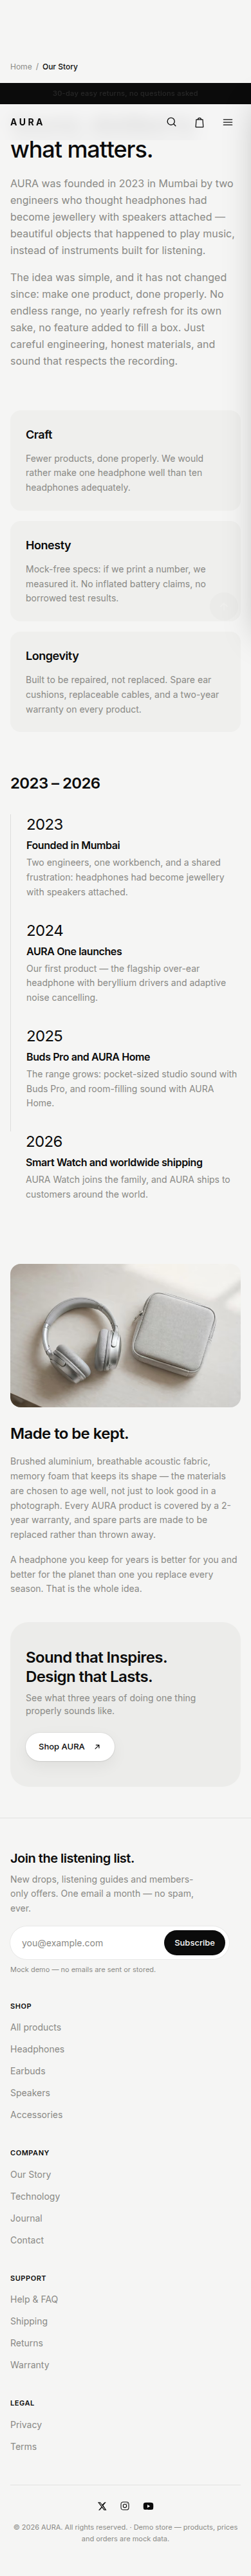 Home / Our Story
30-day easy returns, no questions asked
AURA
what matters.
AURA was founded in 2023 in Mumbai by two
engineers who thought headphones had
become jewellery with speakers attached —
beautiful objects that happened to play music,
instead of instruments built for listening.
The idea was simple, and it has not changed
since: make one product, done properly. No
endless range, no yearly refresh for its own
sake, no feature added to fill a box. Just
careful engineering, honest materials, and
sound that respects the recording.
Craft
Fewer products, done properly. We would
rather make one headphone well than ten
headphones adequately.
Honesty
Mock-free specs: if we print a number, we
measured it. No inflated battery claims, no
borrowed test results.
Longevity
Built to be repaired, not replaced. Spare ear
cushions, replaceable cables, and a two-year
warranty on every product.
2023 – 2026
2023
Founded in Mumbai
Two engineers, one workbench, and a shared
frustration: headphones had become jewellery
with speakers attached.
2024
AURA One launches
Our first product — the flagship over-ear
headphone with beryllium drivers and adaptive
noise cancelling.
2025
Buds Pro and AURA Home
The range grows: pocket-sized studio sound with
Buds Pro, and room-filling sound with AURA
Home.
2026
Smart Watch and worldwide shipping
AURA Watch joins the family, and AURA ships to
customers around the world.
Made to be kept.
Brushed aluminium, breathable acoustic fabric,
memory foam that keeps its shape — the materials
are chosen to age well, not just to look good in a
photograph. Every AURA product is covered by a 2-
year warranty, and spare parts are made to be
replaced rather than thrown away.
A headphone you keep for years is better for you and
better for the planet than one you replace every
season. That is the whole idea.
Sound that Inspires.
Design that Lasts.
See what three years of doing one thing
properly sounds like.
Shop AURA
Join the listening list.
New drops, listening guides and members-
only offers. One email a month — no spam,
ever.
you@example.com Subscribe
Mock demo — no emails are sent or stored.
SHOP
All products
Headphones
Earbuds
Speakers
Accessories
COMPANY
Our Story
Technology
Journal
Contact
SUPPORT
Help & FAQ
Shipping
Returns
Warranty
LEGAL
Privacy
Terms
© 2026 AURA. All rights reserved. · Demo store — products, prices
and orders are mock data.